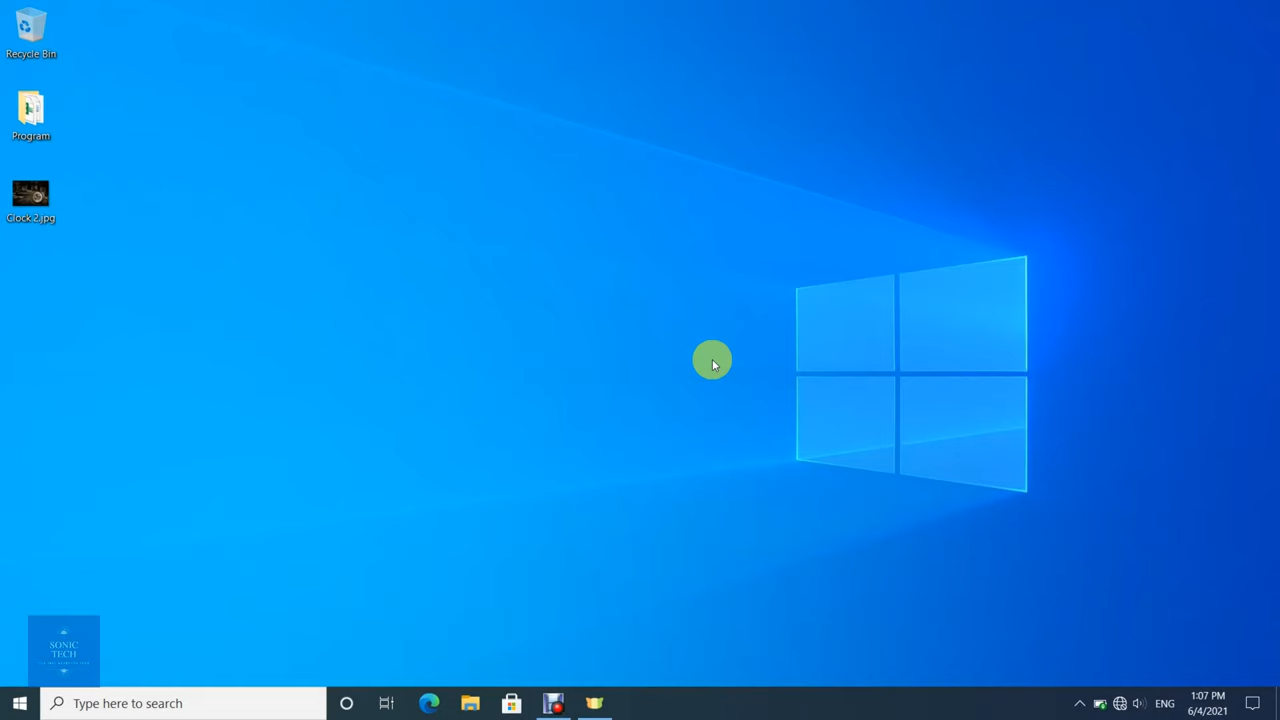 Recycle Bin
Program
Clock 2.jpg
SONIC
TECH
Type here to search
ENG
1:07 PM
6/4/2021